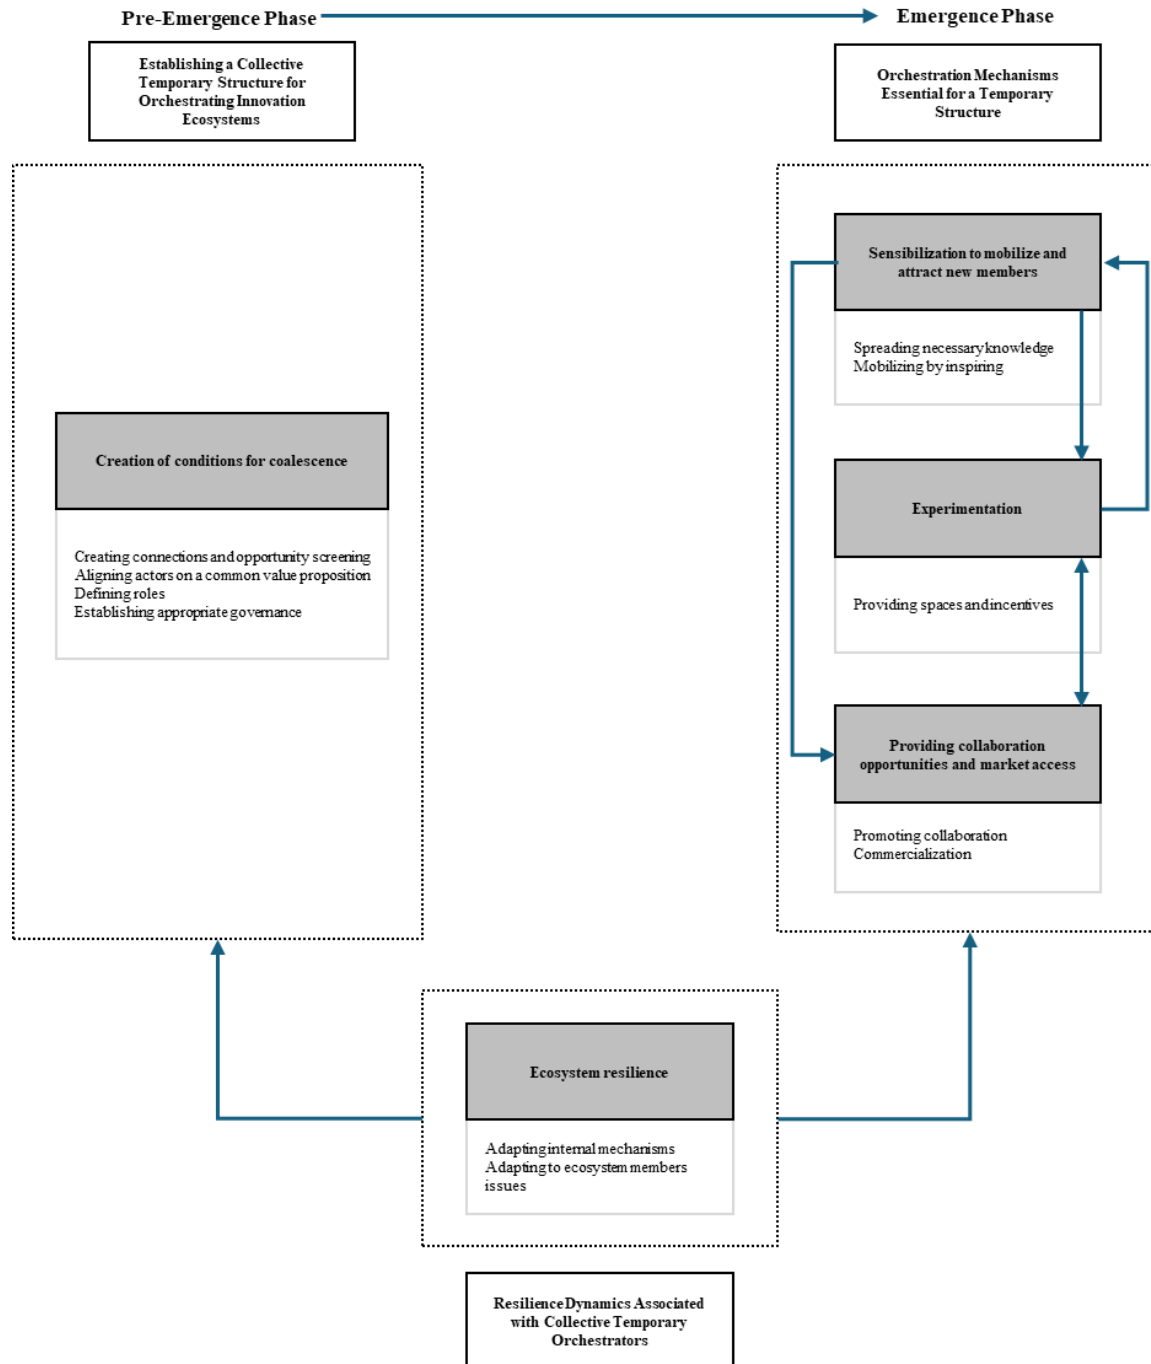 Pre-Emergence Phase
Emergence Phase
Establishing a Collective
Temporary Structure for
Orchestrating Innovation
Ecosystems
Orchestration Mechanisms
Essential for a Temporary
Structure
Creation of conditions for coalescence
Creating connections and opportunity screening
Aligning actors on a common value proposition
Defining roles
Establishing appropriate governance
Sensibilization to mobilize and
attract new members
Spreading necessary knowledge
Mobilizing by inspiring
Experimentation
Providing spaces and incentives
Providing collaboration
opportunities and market access
Promoting collaboration
Commercialization
Ecosystem resilience
Adapting internal mechanisms
Adapting to ecosystem members
issues
Resilience Dynamics Associated
with Collective Temporary
Orchestrators